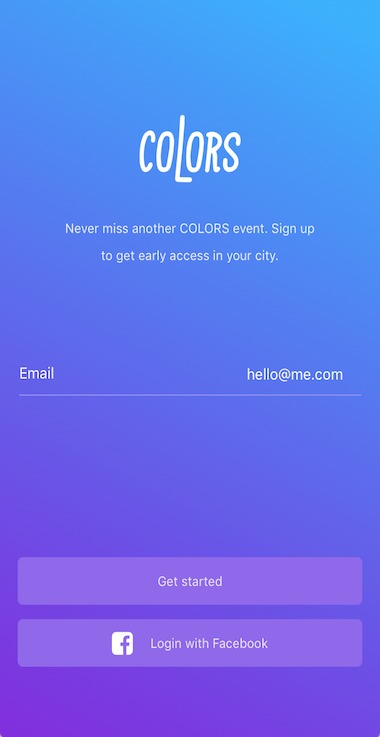 COLORS
Never miss another COLORS event. Sign up
to get early access in your city.
Email hello@me.com
Get started
Login with Facebook